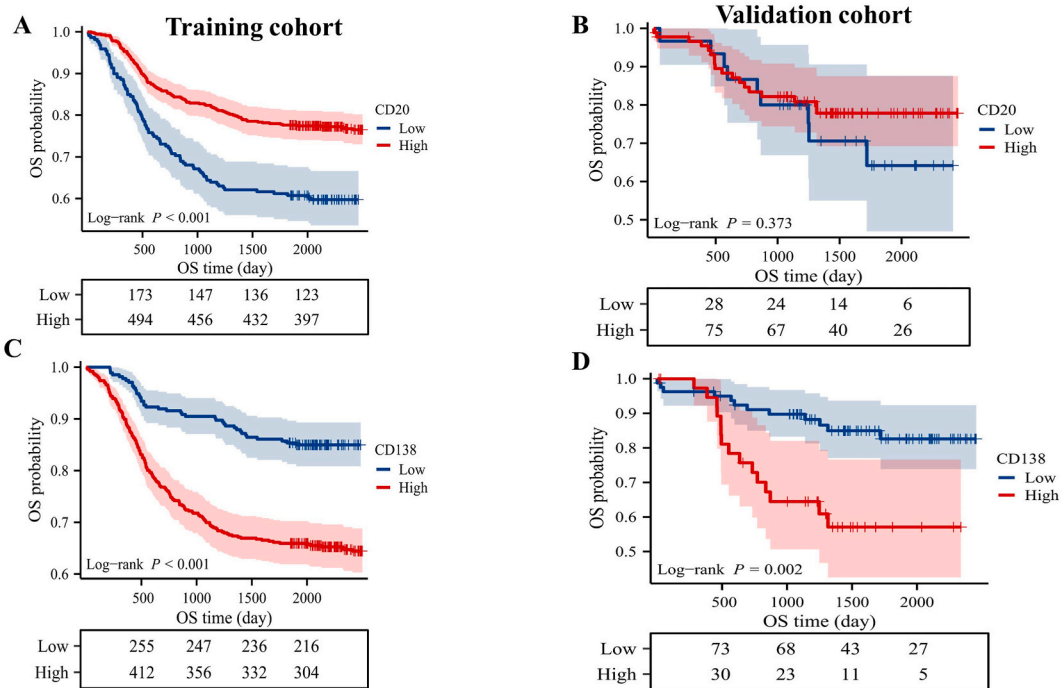 A
Training cohort
OS probability
1.0
0.9
0.8
0.7
0.6
CD20
Low
High
Log−rank P < 0.001
500 1000 1500 2000
OS time (day)
Low 173 147 136 123
High 494 456 432 397
B
Validation cohort
OS probability
1.0
0.9
0.8
0.7
0.6
0.5
CD20
Low
High
Log−rank P = 0.373
500 1000 1500 2000
OS time (day)
Low 28 24 14 6
High 75 67 40 26
C
OS probability
1.0
0.9
0.8
0.7
0.6
CD138
Low
High
Log−rank P < 0.001
500 1000 1500 2000
OS time (day)
Low 255 247 236 216
High 412 356 332 304
D
OS probability
1.0
0.9
0.8
0.7
0.6
0.5
CD138
Low
High
Log−rank P = 0.002
500 1000 1500 2000
OS time (day)
Low 73 68 43 27
High 30 23 11 5